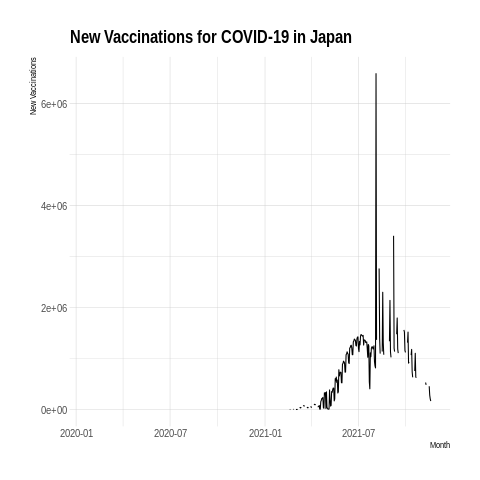 New Vaccinations for COVID-19 in Japan
New Vaccinations
6e+06
4e+06
2e+06
0e+00
2020-01 2020-07 2021-01 2021-07
Month